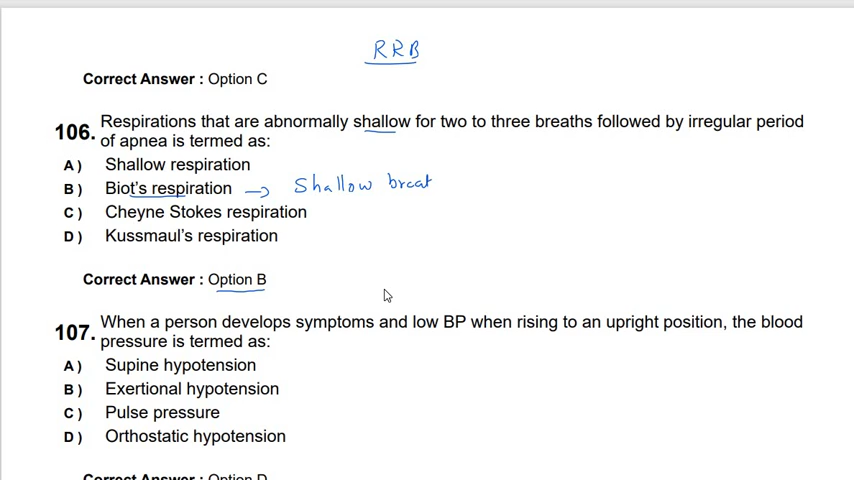 RRB
Correct Answer : Option C
106. Respirations that are abnormally shallow for two to three breaths followed by irregular period
of apnea is termed as:
A ) Shallow respiration
B ) Biot's respiration → Shallow breat
C ) Cheyne Stokes respiration
D ) Kussmaul's respiration
Correct Answer : Option B
107. When a person develops symptoms and low BP when rising to an upright position, the blood
pressure is termed as:
A ) Supine hypotension
B ) Exertional hypotension
C ) Pulse pressure
D ) Orthostatic hypotension
Correct Answer : Option D